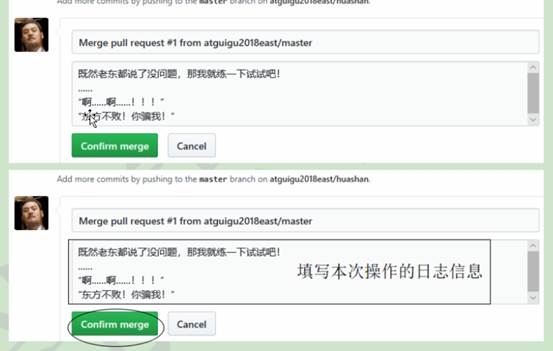 Add more commits by pushing to the master branch on atguigu2018east/huashan.
Merge pull request #1 from atguigu2018east/master
既然老东都说了没问题，那我就练一下试试吧！
……
“啊……啊……！！！”
“东方不败！你骗我！”
Confirm merge
Cancel
Add more commits by pushing to the master branch on atguigu2018east/huashan.
Merge pull request #1 from atguigu2018east/master
既然老东都说了没问题，那我就练一下试试吧！
……
“啊……啊……！！！”
“东方不败！你骗我！”
填写本次操作的日志信息
Confirm merge
Cancel